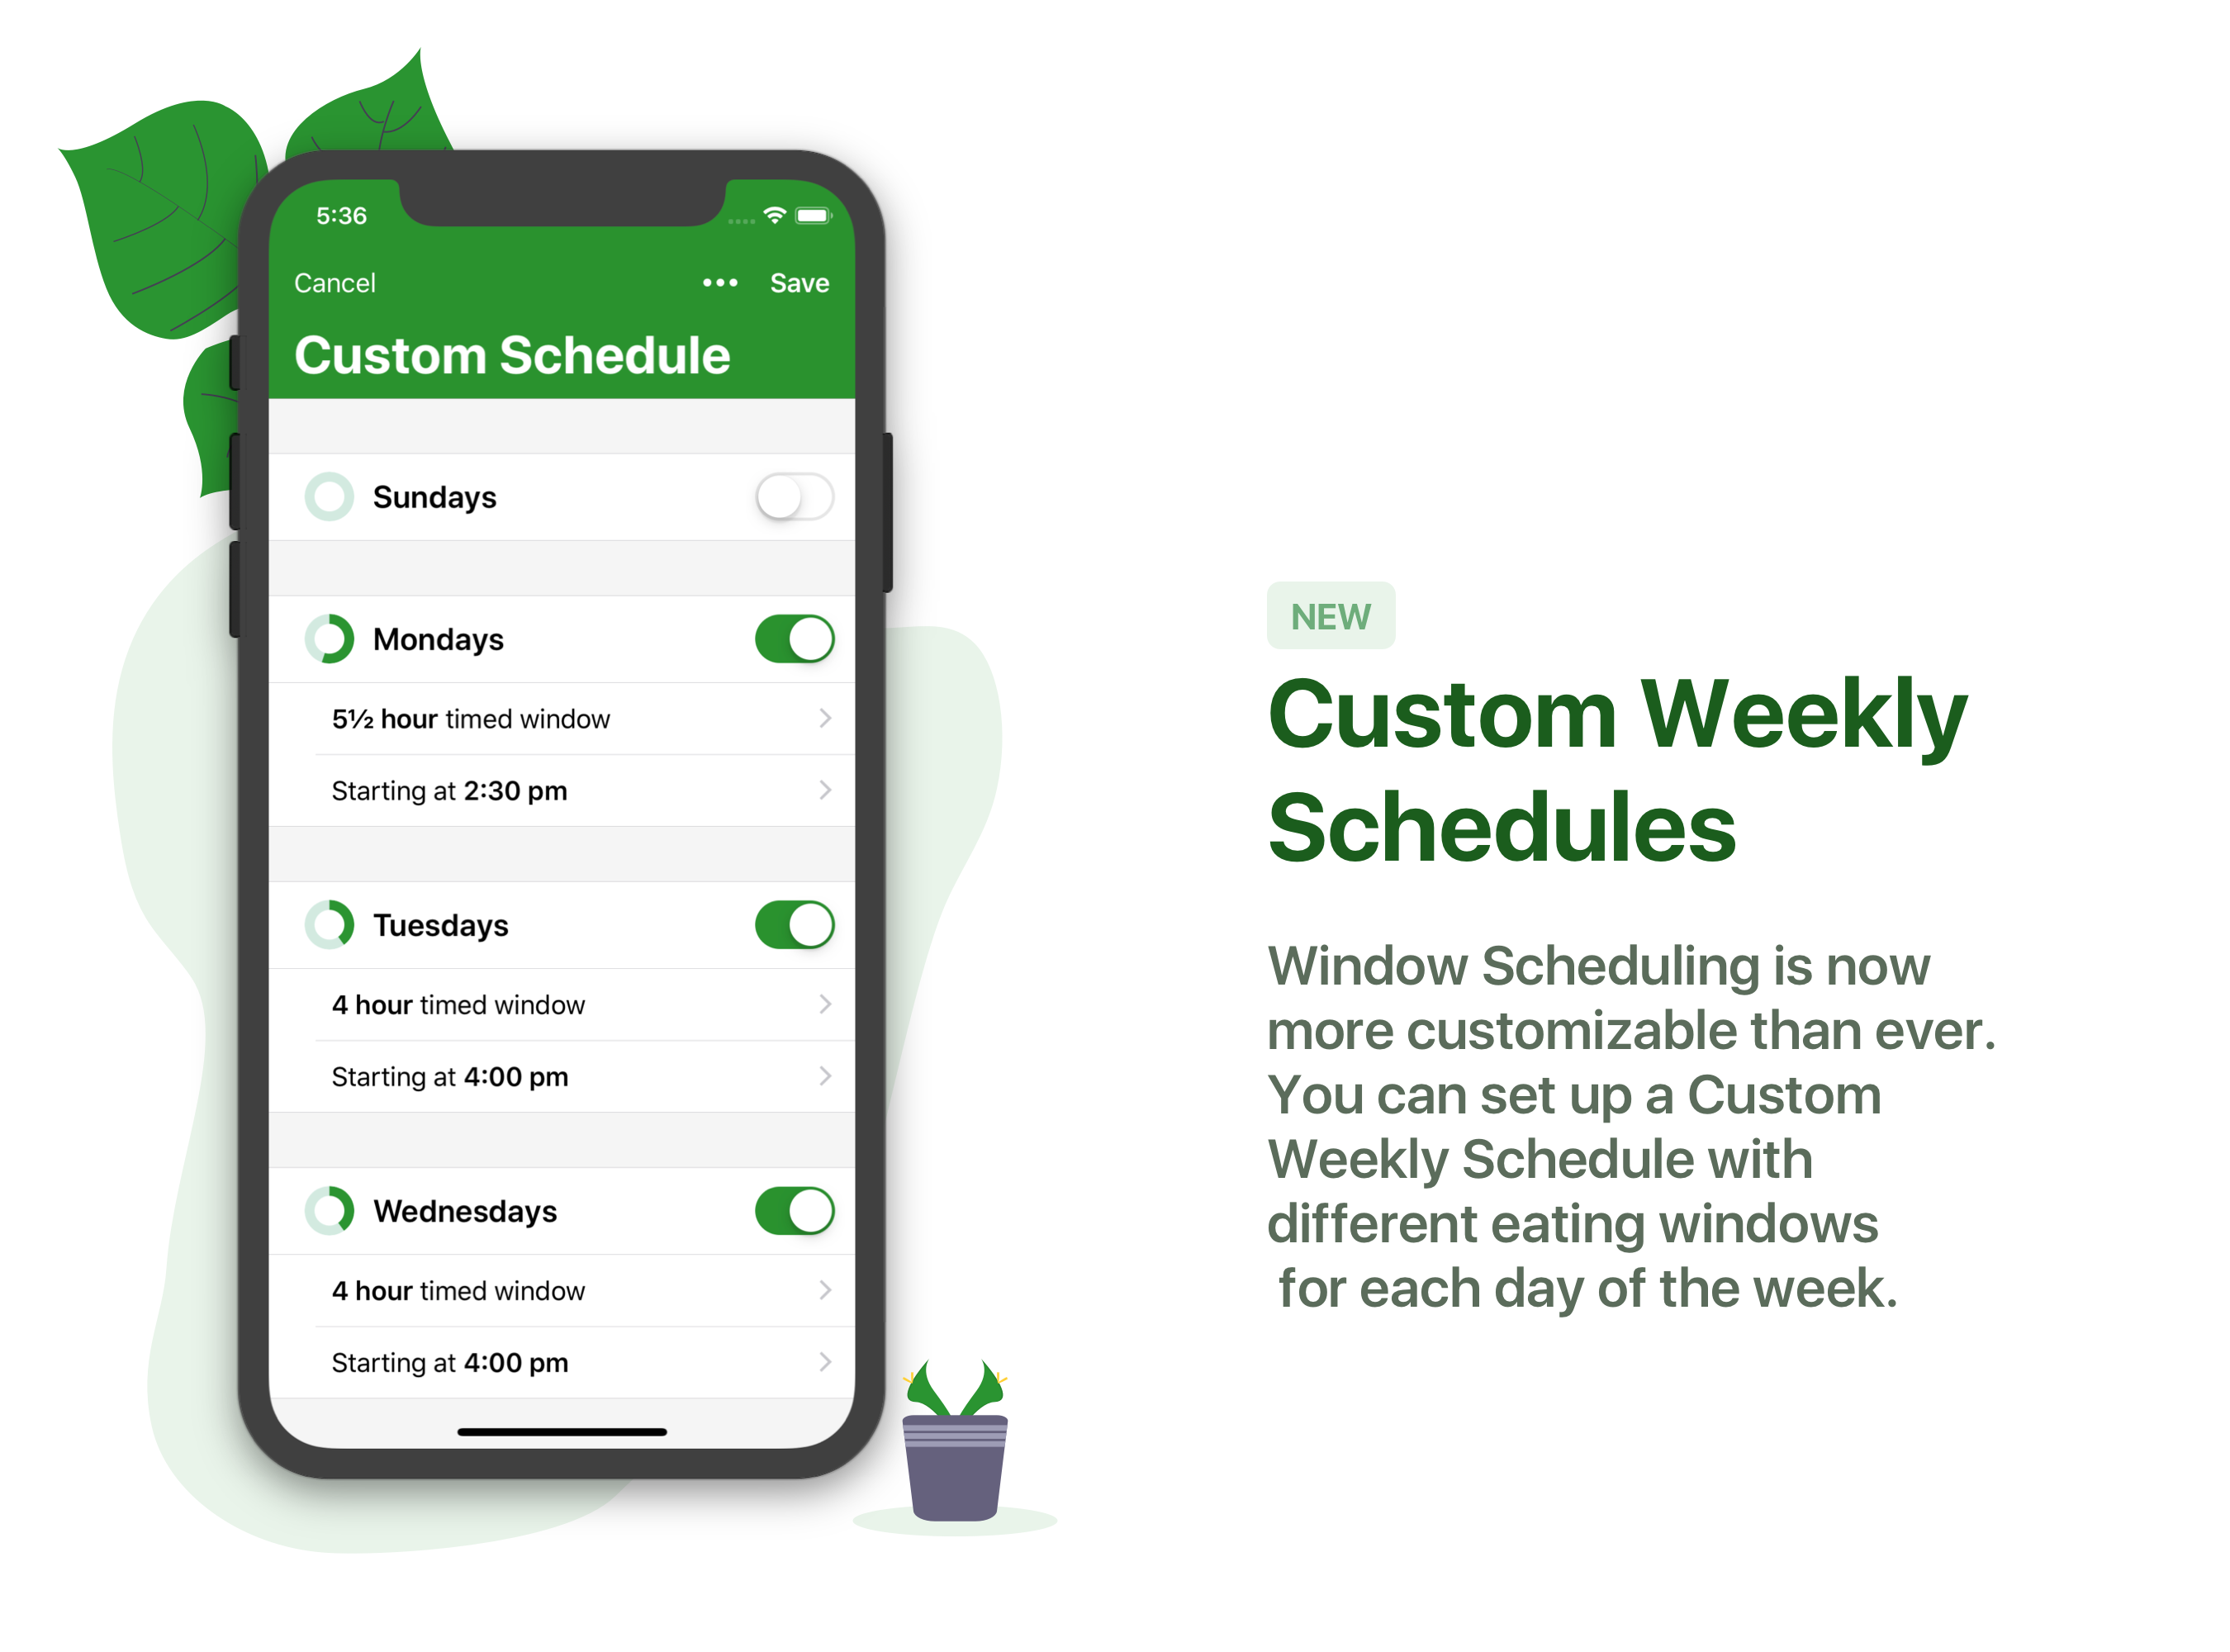 5:36
Cancel ••• Save
Custom Schedule
Sundays
Mondays
5½ hour timed window
Starting at 2:30 pm
Tuesdays
4 hour timed window
Starting at 4:00 pm
Wednesdays
4 hour timed window
Starting at 4:00 pm
NEW
Custom Weekly
Schedules
Window Scheduling is now
more customizable than ever.
You can set up a Custom
Weekly Schedule with
different eating windows
for each day of the week.